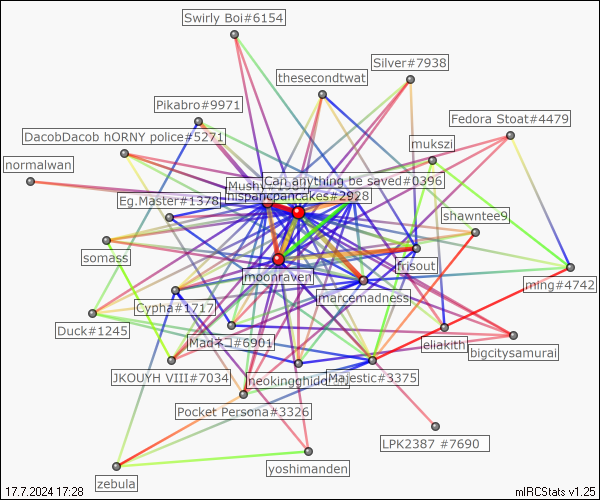 Swirly Boi#6154
Silver#7938
thesecondtwat
Pikabro#9971
Fedora Stoat#4479
DacobDacob hORNY police#5271
mukszi
normalwan
Can anything be saved#0396
hispanicpancakes#2928
Eg.Master#1378
shawntee9
somass
frisout
moonraven
ming#4742
marcemadness
Cypha#1717
Duck#1245
Madネコ#6901
eliakith
bigcitysamurai
JKOUYH VIII#7034
Majestic#3375
Pocket Persona#3326
LPK2387 #7690
yoshimanden
zebula
17.7.2024 17:28
mIRCStats v1.25